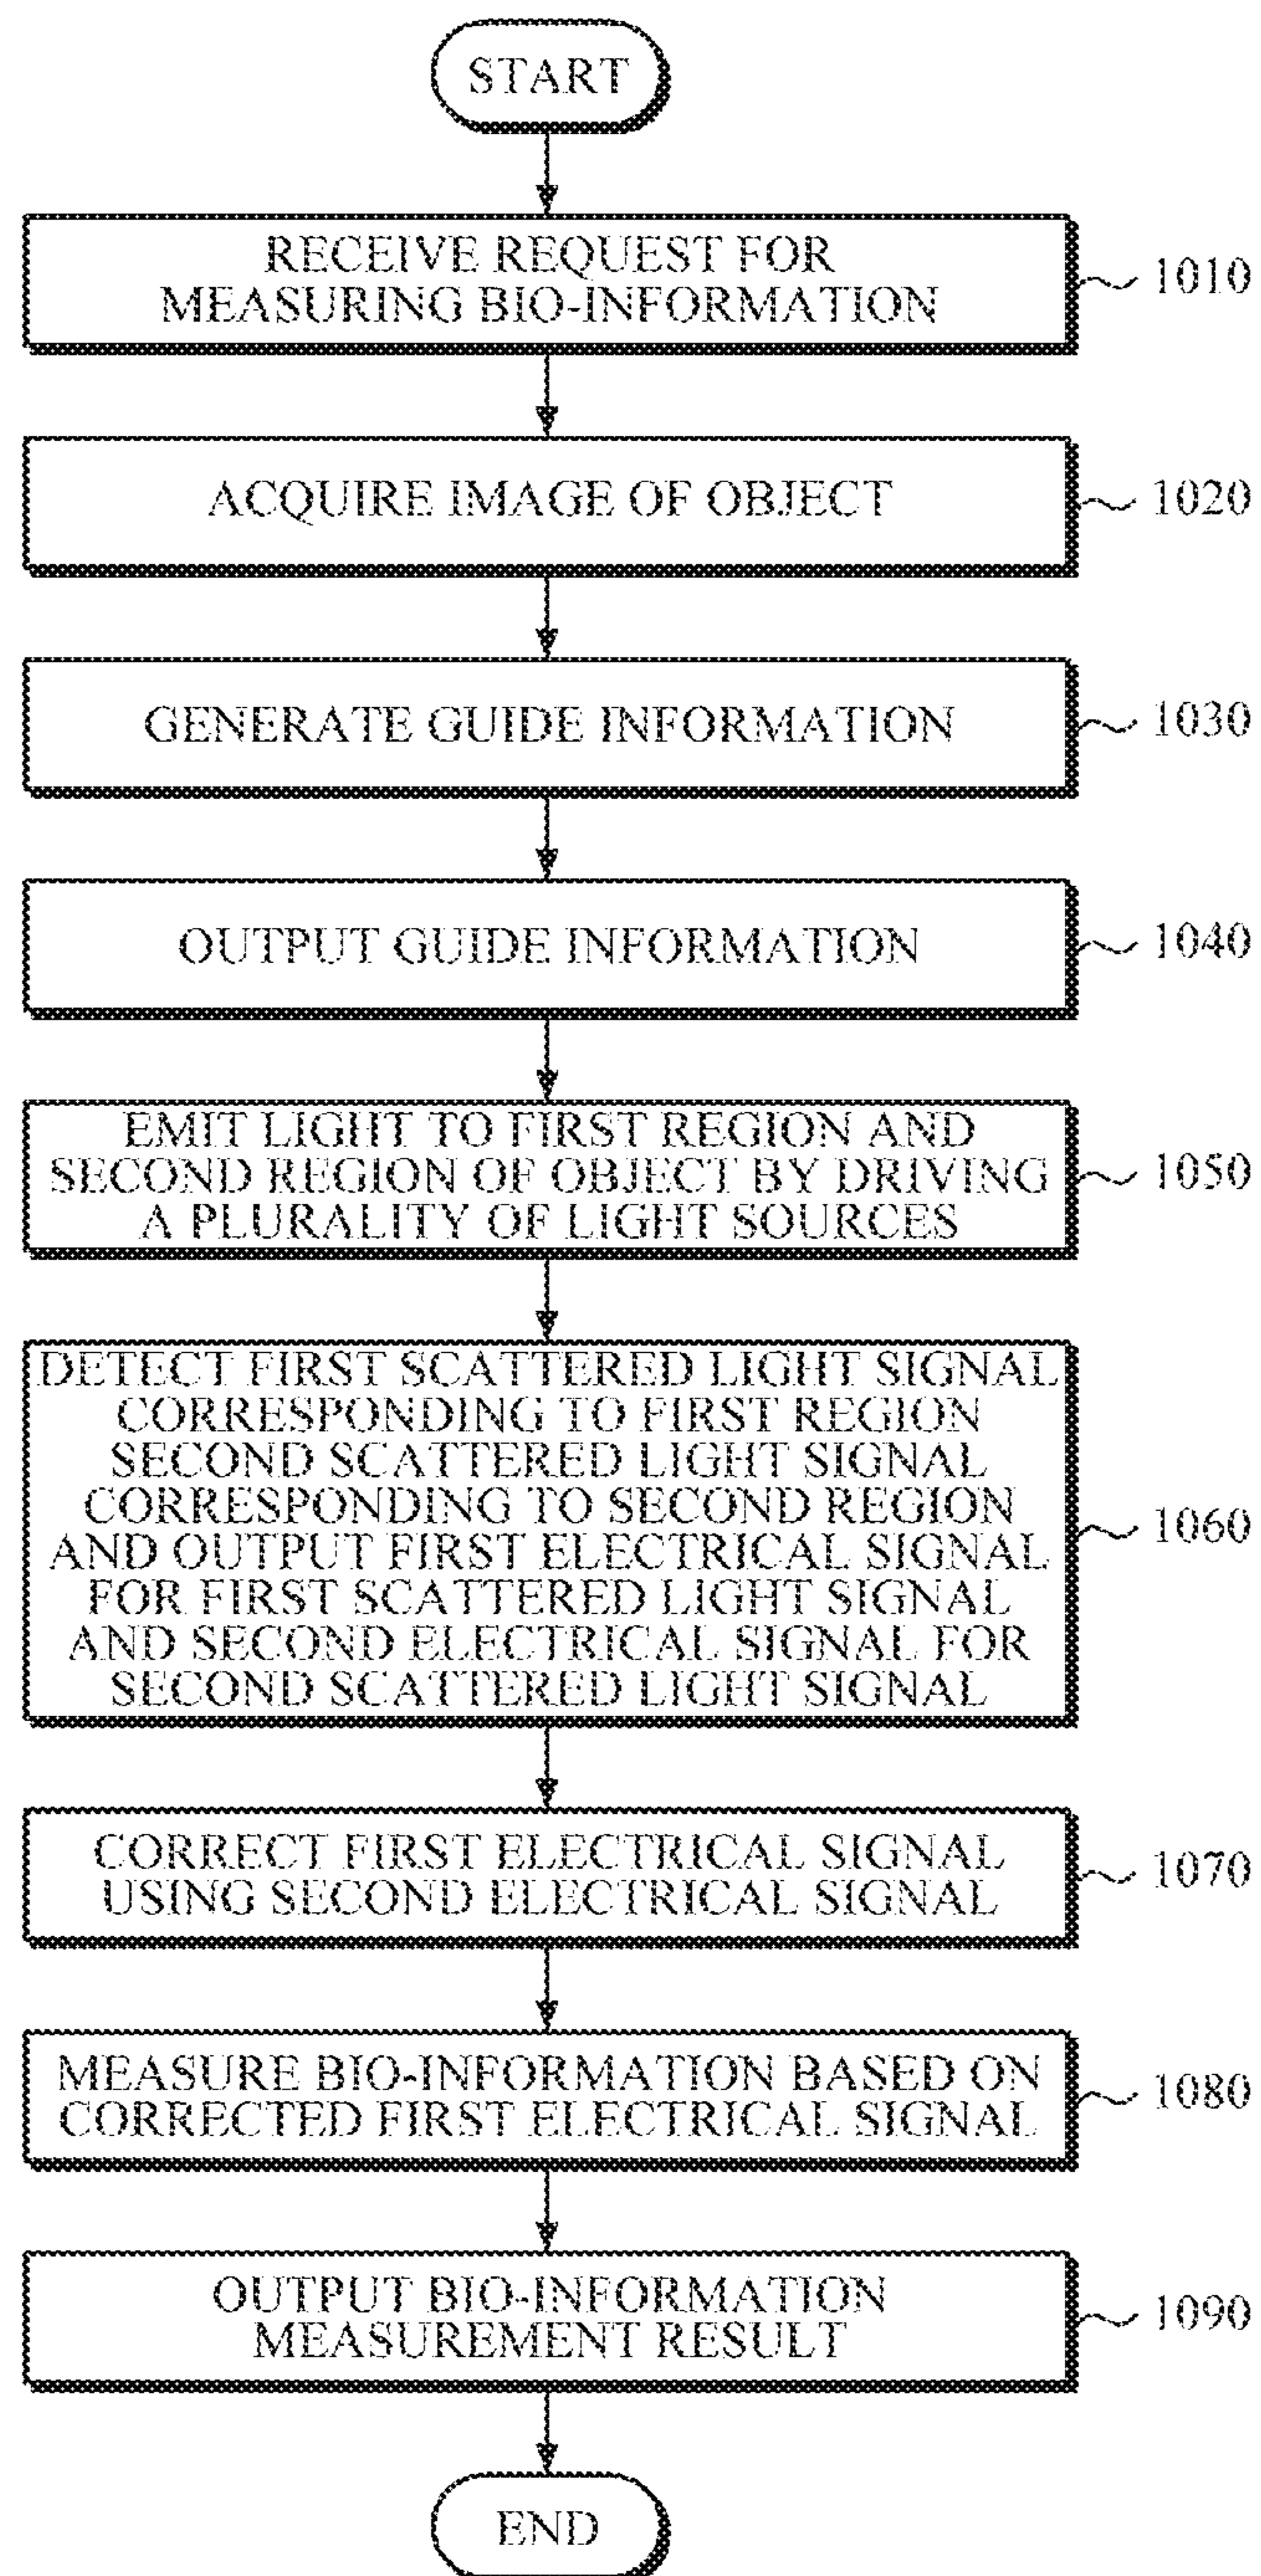 START
RECEIVE REQUEST FOR
MEASURING BIO-INFORMATION
1010
ACQUIRE IMAGE OF OBJECT
1020
GENERATE GUIDE INFORMATION
1030
OUTPUT GUIDE INFORMATION
1040
EMIT LIGHT TO FIRST REGION AND
SECOND REGION OF OBJECT BY DRIVING
A PLURALITY OF LIGHT SOURCES
1050
DETECT FIRST SCATTERED LIGHT SIGNAL
CORRESPONDING TO FIRST REGION
SECOND SCATTERED LIGHT SIGNAL
CORRESPONDING TO SECOND REGION
AND OUTPUT FIRST ELECTRICAL SIGNAL
FOR FIRST SCATTERED LIGHT SIGNAL
AND SECOND ELECTRICAL SIGNAL FOR
SECOND SCATTERED LIGHT SIGNAL
1060
CORRECT FIRST ELECTRICAL SIGNAL
USING SECOND ELECTRICAL SIGNAL
1070
MEASURE BIO-INFORMATION BASED ON
CORRECTED FIRST ELECTRICAL SIGNAL
1080
OUTPUT BIO-INFORMATION
MEASUREMENT RESULT
1090
END